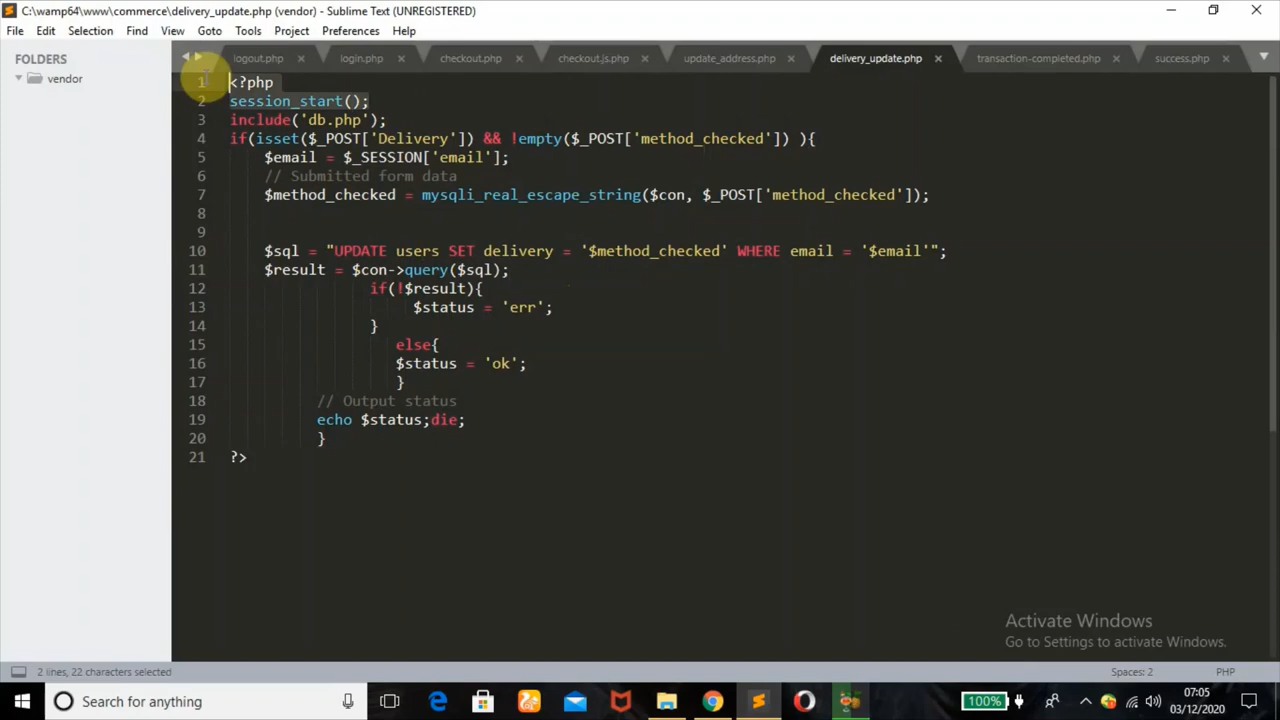 C:\wamp64\www\commerce\delivery_update.php (vendor) - Sublime Text (UNREGISTERED)
File Edit Selection Find View Goto Tools Project Preferences Help
FOLDERS
vendor
logout.php login.php checkout.php checkout.js.php update_address.php delivery_update.php transaction-completed.php success.php
1 <?php
2 session_start();
3 include('db.php');
4 if(isset($_POST['Delivery']) && !empty($_POST['method_checked']) ){
5 $email = $_SESSION['email'];
6 // Submitted form data
7 $method_checked = mysqli_real_escape_string($con, $_POST['method_checked']);
8
9
10 $sql = "UPDATE users SET delivery = '$method_checked' WHERE email = '$email'";
11 $result = $con->query($sql);
12 if(!$result){
13 $status = 'err';
14 }
15 else{
16 $status = 'ok';
17 }
18 // Output status
19 echo $status;die;
20 }
21 ?>
Activate Windows
Go to Settings to activate Windows.
2 lines, 22 characters selected
Spaces: 2 PHP
Search for anything
100%
07:05
03/12/2020